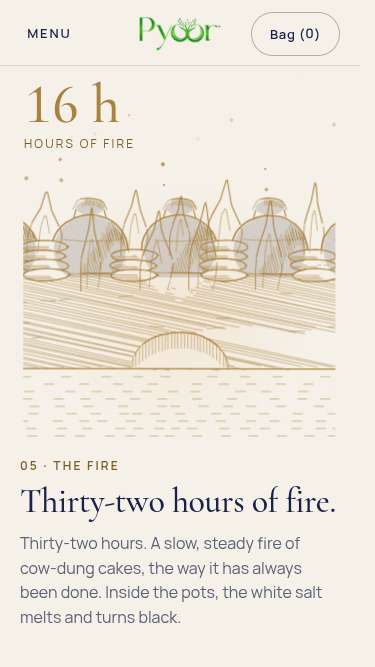 MENU
Pyoor
Bag (0)
16 h
HOURS OF FIRE
05 · THE FIRE
Thirty-two hours of fire.
Thirty-two hours. A slow, steady fire of
cow-dung cakes, the way it has always
been done. Inside the pots, the white salt
melts and turns black.